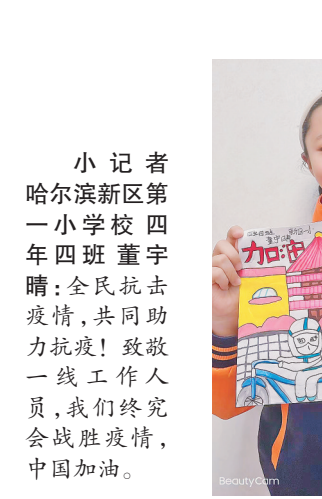 小记者
哈尔滨新区第
一小学校 四
年四班 董宇
晴:全民抗去
疫情,共同助
力抗疫!致敬
一线工作人
员,我们终究
会战胜疫情,
中国加油。
加油
BeautyCam